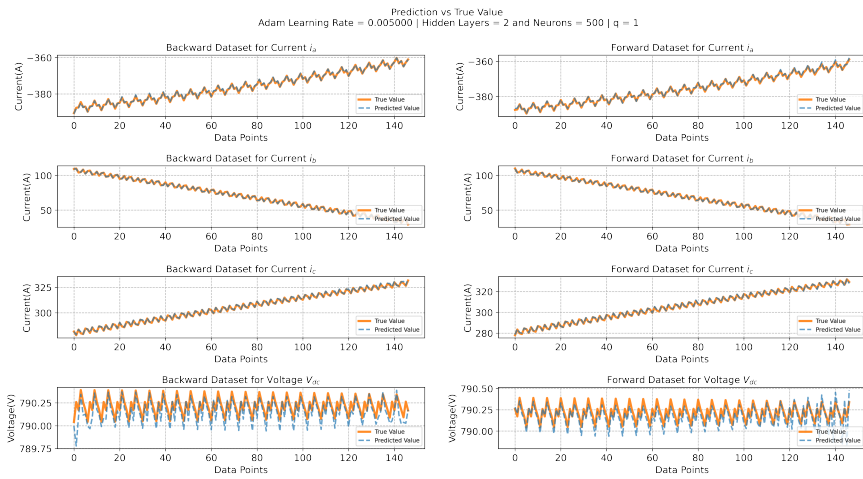 Prediction vs True Value
Adam Learning Rate = 0.005000 | Hidden Layers = 2 and Neurons = 500 | q = 1
Backward Dataset for Current i_a
Current(A)
−360
−380
True Value
Predicted Value
0 20 40 60 80 100 120 140
Data Points
Forward Dataset for Current i_a
Current(A)
−360
−380
True Value
Predicted Value
0 20 40 60 80 100 120 140
Data Points
Backward Dataset for Current i_b
Current(A)
100
50
True Value
Predicted Value
0 20 40 60 80 100 120 140
Data Points
Forward Dataset for Current i_b
Current(A)
100
50
True Value
Predicted Value
0 20 40 60 80 100 120 140
Data Points
Backward Dataset for Current i_c
Current(A)
325
300
True Value
Predicted Value
0 20 40 60 80 100 120 140
Data Points
Forward Dataset for Current i_c
Current(A)
320
300
280
True Value
Predicted Value
0 20 40 60 80 100 120 140
Data Points
Backward Dataset for Voltage V_dc
Voltage(V)
790.25
790.00
789.75
True Value
Predicted Value
0 20 40 60 80 100 120 140
Data Points
Forward Dataset for Voltage V_dc
Voltage(V)
790.50
790.25
790.00
True Value
Predicted Value
0 20 40 60 80 100 120 140
Data Points